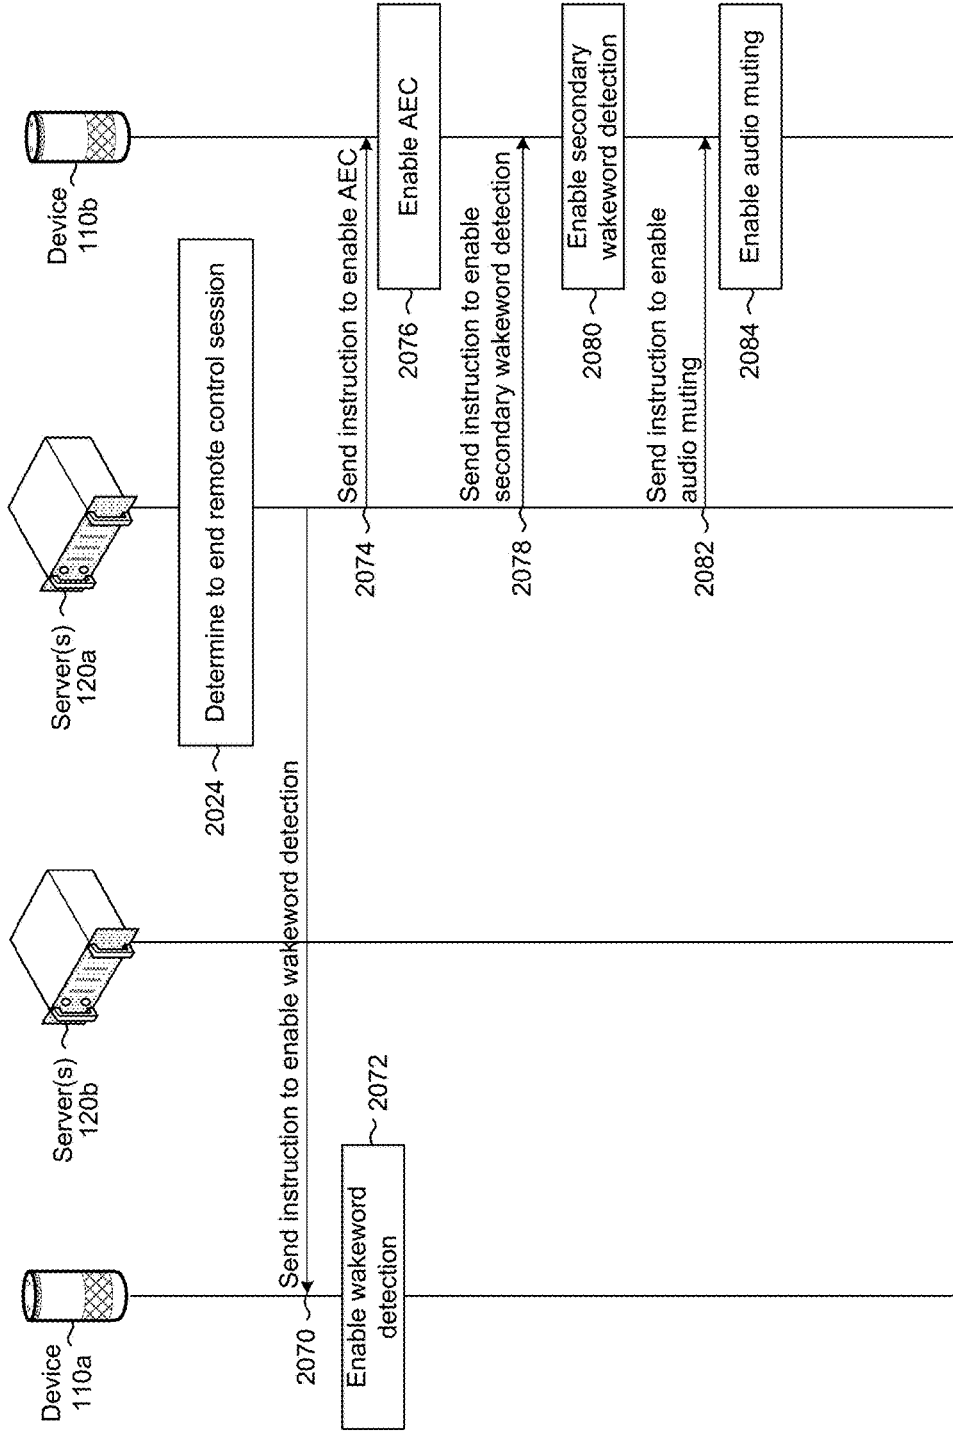 Device
110a
Server(s)
120b
Server(s)
120a
Device
110b
2024
Determine to end remote control session
Send instruction to enable wakeword detection
2070
Enable wakeword
detection
2072
Send instruction to enable AEC
2074
Enable AEC
2076
Send instruction to enable
secondary wakeword detection
2078
Enable secondary
wakeword detection
2080
Send instruction to enable
audio muting
2082
Enable audio muting
2084